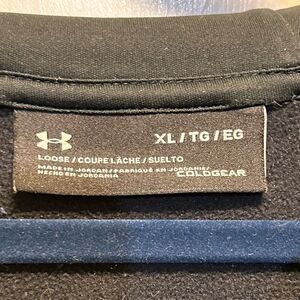 XL / TG / EG
LOOSE / COUPE LÂCHE / SUELTO
MADE IN JORDAN / FABRIQUÉ EN JORDANIE/
HECHO EN JORDANIA COLDGEAR